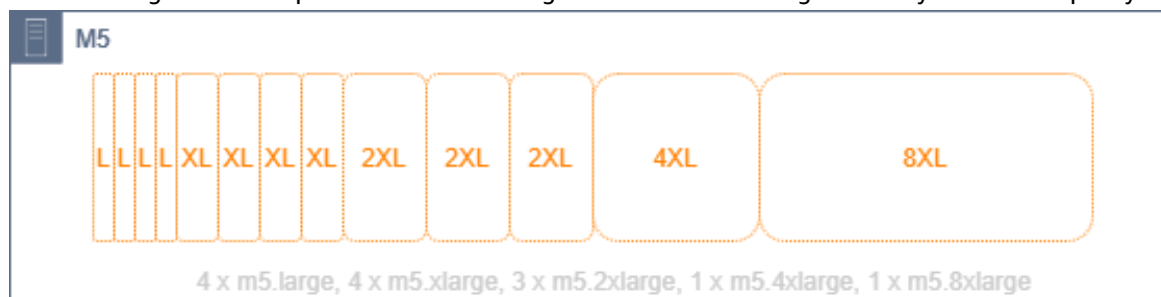 M5
L L L L XL XL XL XL 2XL 2XL 2XL 4XL 8XL
4 x m5.large, 4 x m5.xlarge, 3 x m5.2xlarge, 1 x m5.4xlarge, 1 x m5.8xlarge